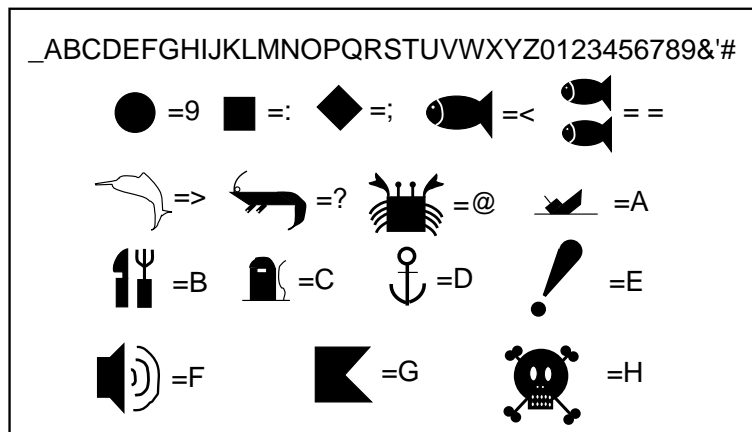 _ABCDEFGHIJKLMNOPQRSTUVWXYZ0123456789&'#
=9 =: =; =< = =
=> =? =@ =A
=B =C =D =E
=F =G =H